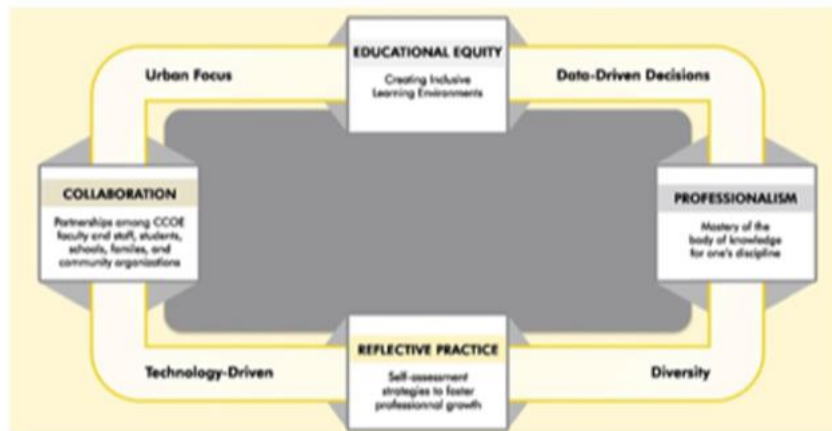 EDUCATIONAL EQUITY
Creating Inclusive
Learning Environments
Urban Focus
Data-Driven Decisions
COLLABORATION
Partnerships among CCOE
faculty and staff, students,
schools, familes, and
community organizations
PROFESSIONALISM
Mastery of the
body of knowledge
for one's discipline
REFLECTIVE PRACTICE
Self-assessment
strategies to foster
professionnal growth
Technology-Driven
Diversity